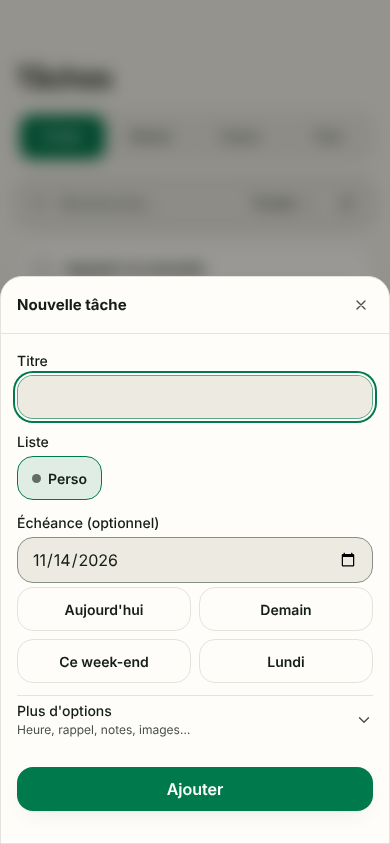 Tâches
Nouvelle tâche
Titre
Liste
Perso
Échéance (optionnel)
11/14/2026
Aujourd'hui
Demain
Ce week-end
Lundi
Plus d'options
Heure, rappel, notes, images...
Ajouter